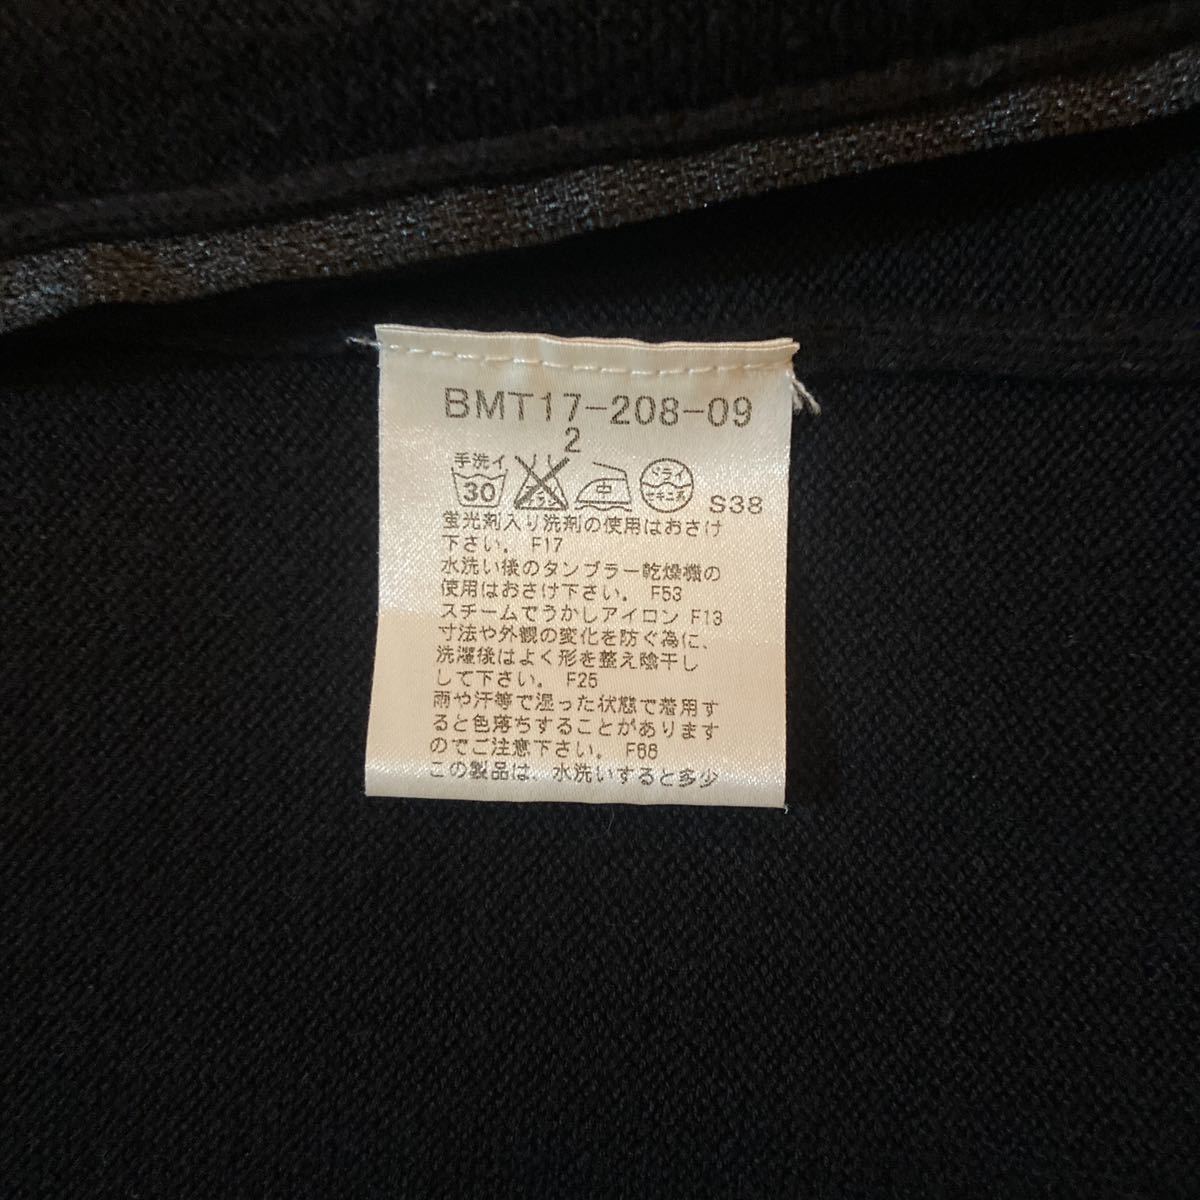 BMT17-208-09
2
手洗イ
30
ドライ
セキユ系
S38
蛍光剤入り洗剤の使用はおさけ
下さい。 F17
水洗い後のタンブラー乾燥機の
使用はおさけ下さい。 F53
スチームでうかしアイロン F13
寸法や外観の変化を防ぐ為に、
洗濯後はよく形を整え陰干し
して下さい。 F25
雨や汗等で湿った状態で着用す
ると色落ちすることがあります
のでご注意下さい。 F66
この製品は、水洗いすると多少